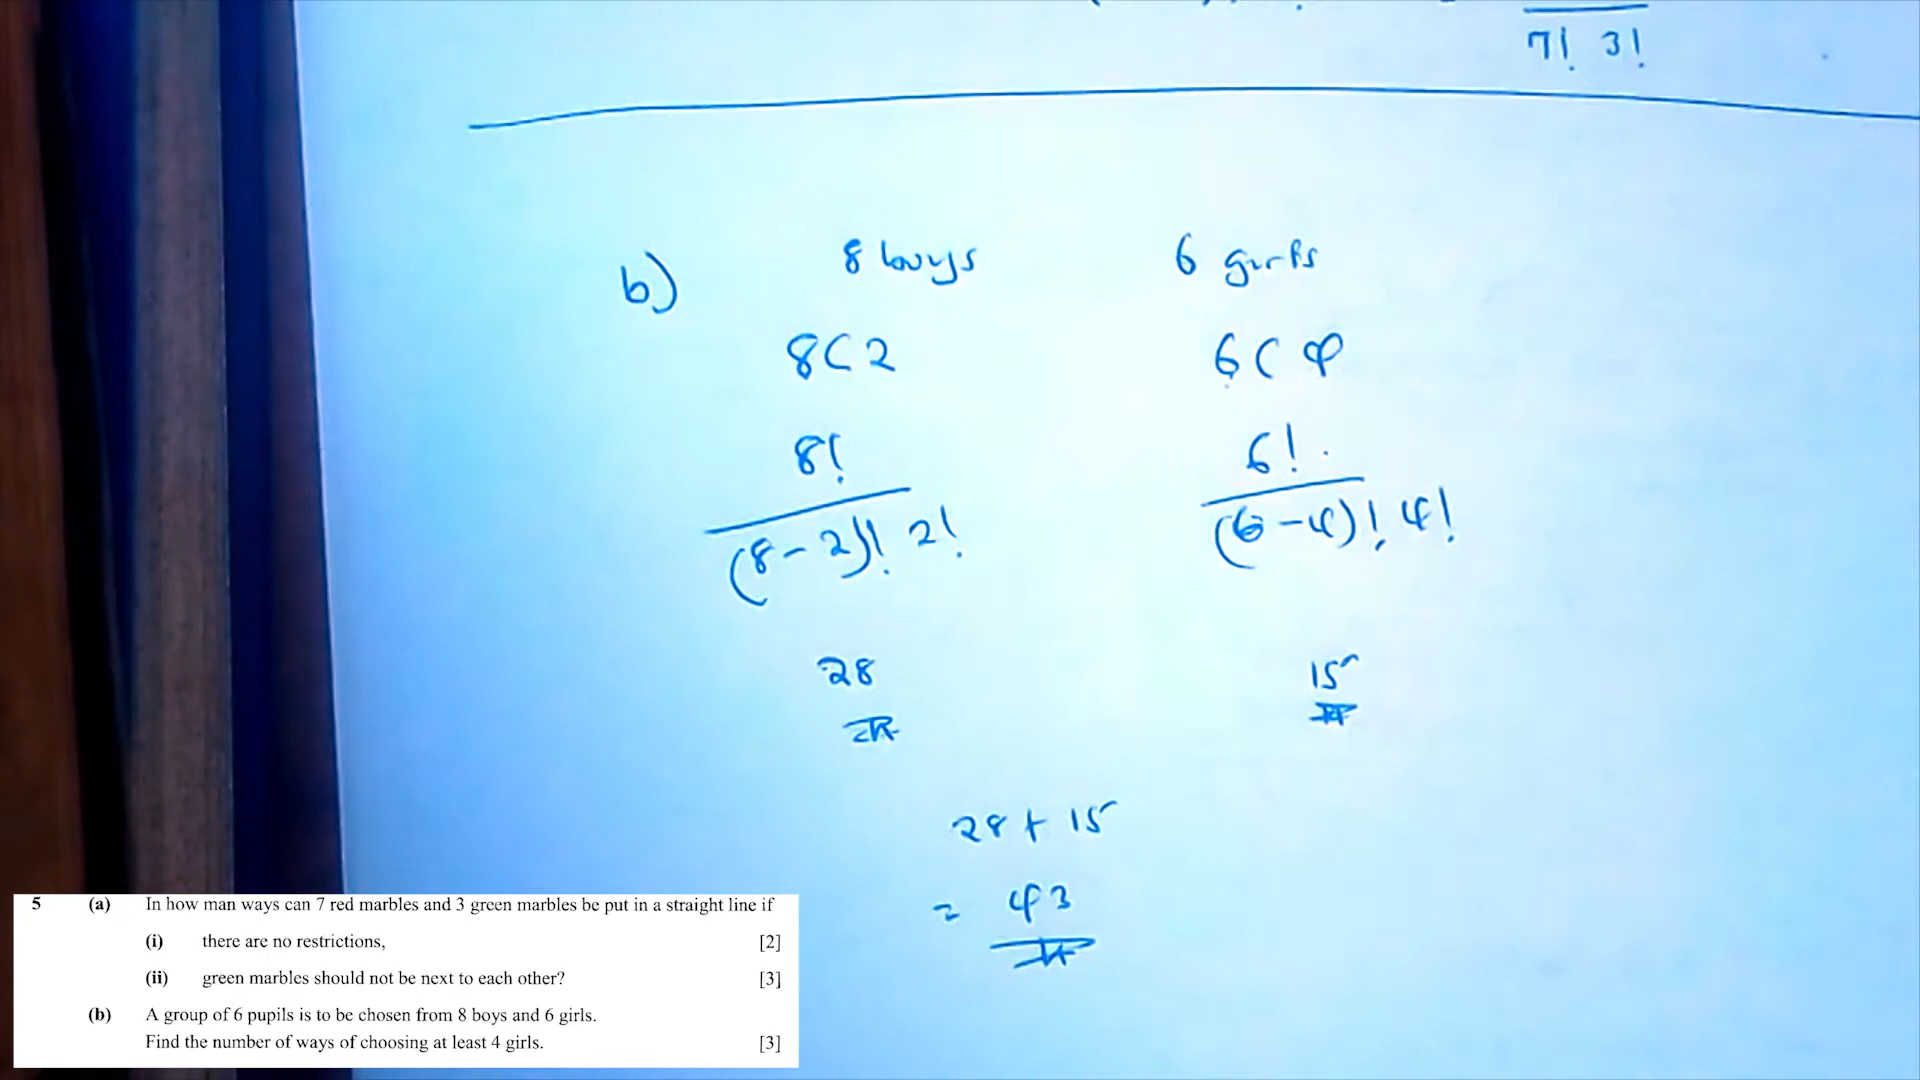 7! 3!
b) 8 boys 6 girls
8C2 6C4
8! 6!
(8-2)! 2! (6-4)! 4!
28 15
28 + 15
= 43
5 (a) In how man ways can 7 red marbles and 3 green marbles be put in a straight line if
(i) there are no restrictions, [2]
(ii) green marbles should not be next to each other? [3]
(b) A group of 6 pupils is to be chosen from 8 boys and 6 girls.
Find the number of ways of choosing at least 4 girls. [3]